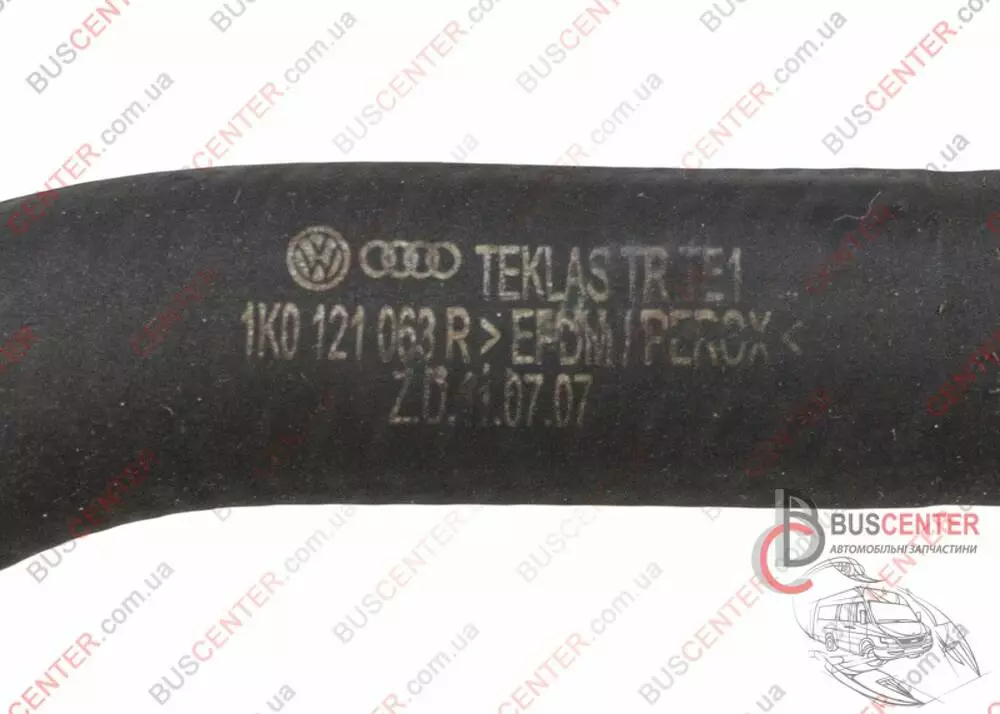 TEKLAS TR TE1
1K0 121 063 R > EPDM / PEROX <
Z.B. 11.07.07
BUSCENTER
АВТОМОБІЛЬНІ ЗАПЧАСТИНИ
BUSCENTER.com.ua